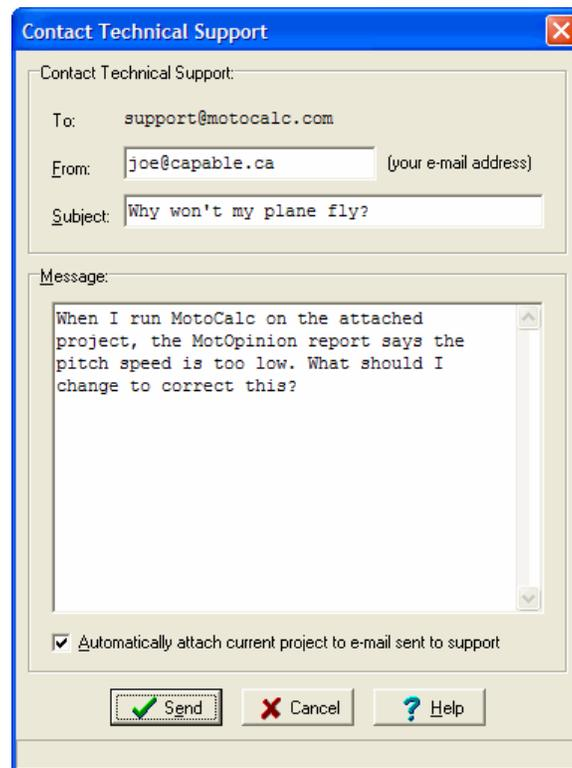 Contact Technical Support
Contact Technical Support:
To: support@motocalc.com
From: joe@capable.ca (your e-mail address)
Subject: Why won't my plane fly?
Message:
When I run MotoCalc on the attached
project, the MotOpinion report says the
pitch speed is too low. What should I
change to correct this?
Automatically attach current project to e-mail sent to support
Send Cancel Help